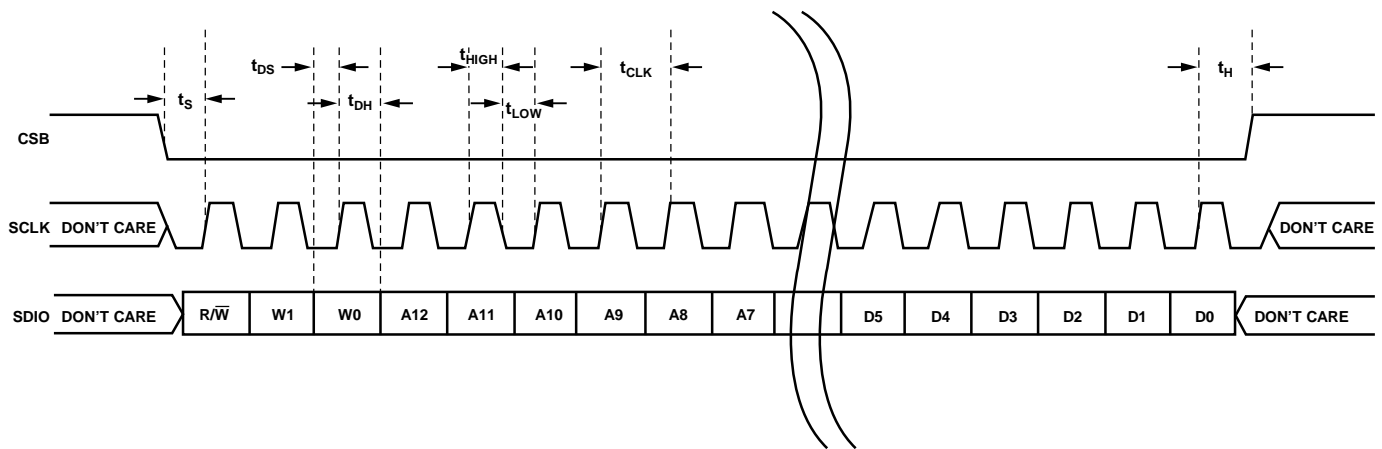 tHIGH
tDS tCLK tH
tS tDH tLOW
CSB
SCLK DON'T CARE DON'T CARE
SDIO DON'T CARE R/W̅ W1 W0 A12 A11 A10 A9 A8 A7 D5 D4 D3 D2 D1 D0 DON'T CARE